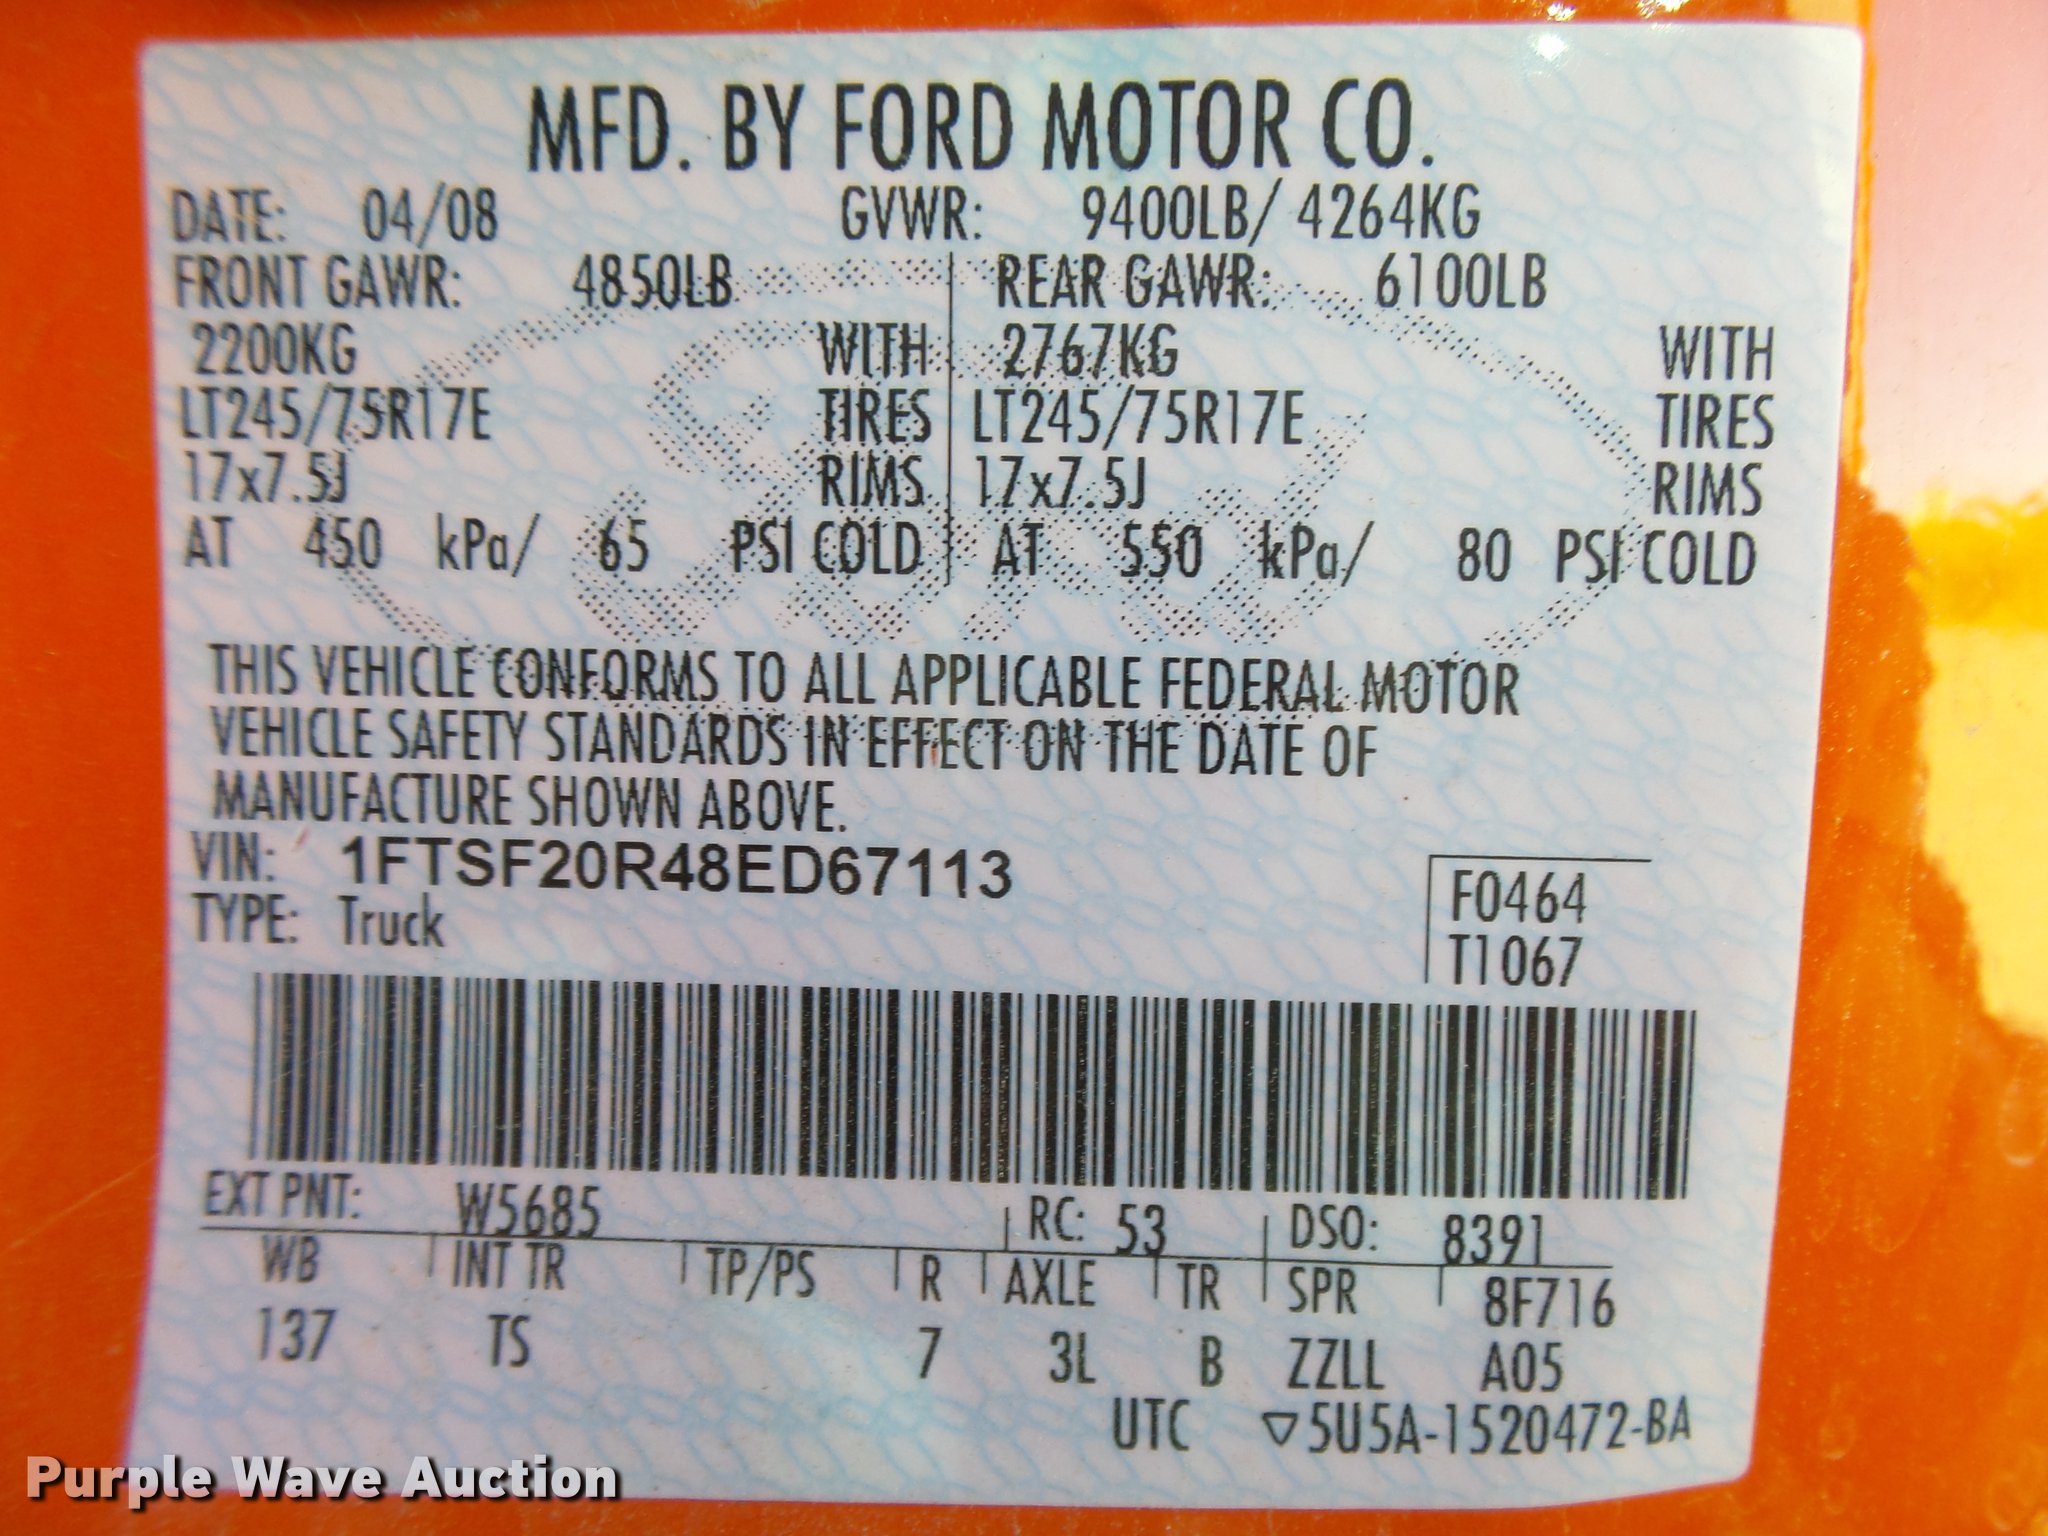 MFD. BY FORD MOTOR CO.
DATE: 04/08 GVWR: 9400LB/ 4264KG
FRONT GAWR: 4850LB REAR GAWR: 6100LB
2200KG WITH 2767KG WITH
LT245/75R17E TIRES LT245/75R17E TIRES
17x7.5J RIMS 17x7.5J RIMS
AT 450 kPa/ 65 PSI COLD AT 550 kPa/ 80 PSI COLD
THIS VEHICLE CONFORMS TO ALL APPLICABLE FEDERAL MOTOR
VEHICLE SAFETY STANDARDS IN EFFECT ON THE DATE OF
MANUFACTURE SHOWN ABOVE.
VIN: 1FTSF20R48ED67113
TYPE: Truck
F0464
T1067
EXT PNT: W5685 RC: 53 DSO: 8391
WB INT TR TP/PS R AXLE TR SPR 8F716
137 TS 7 3L B ZZLL A05
UTC ▽5U5A-1520472-BA
Purple Wave Auction